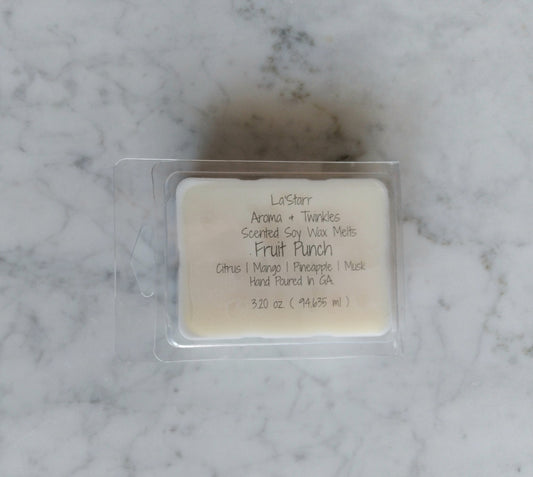 La'Starr
Aroma & Twinkles
Scented Soy Wax Melts
Fruit Punch
Citrus | Mango | Pineapple | Musk
Hand Poured In GA.
3.20 oz. ( 94.635 ml )